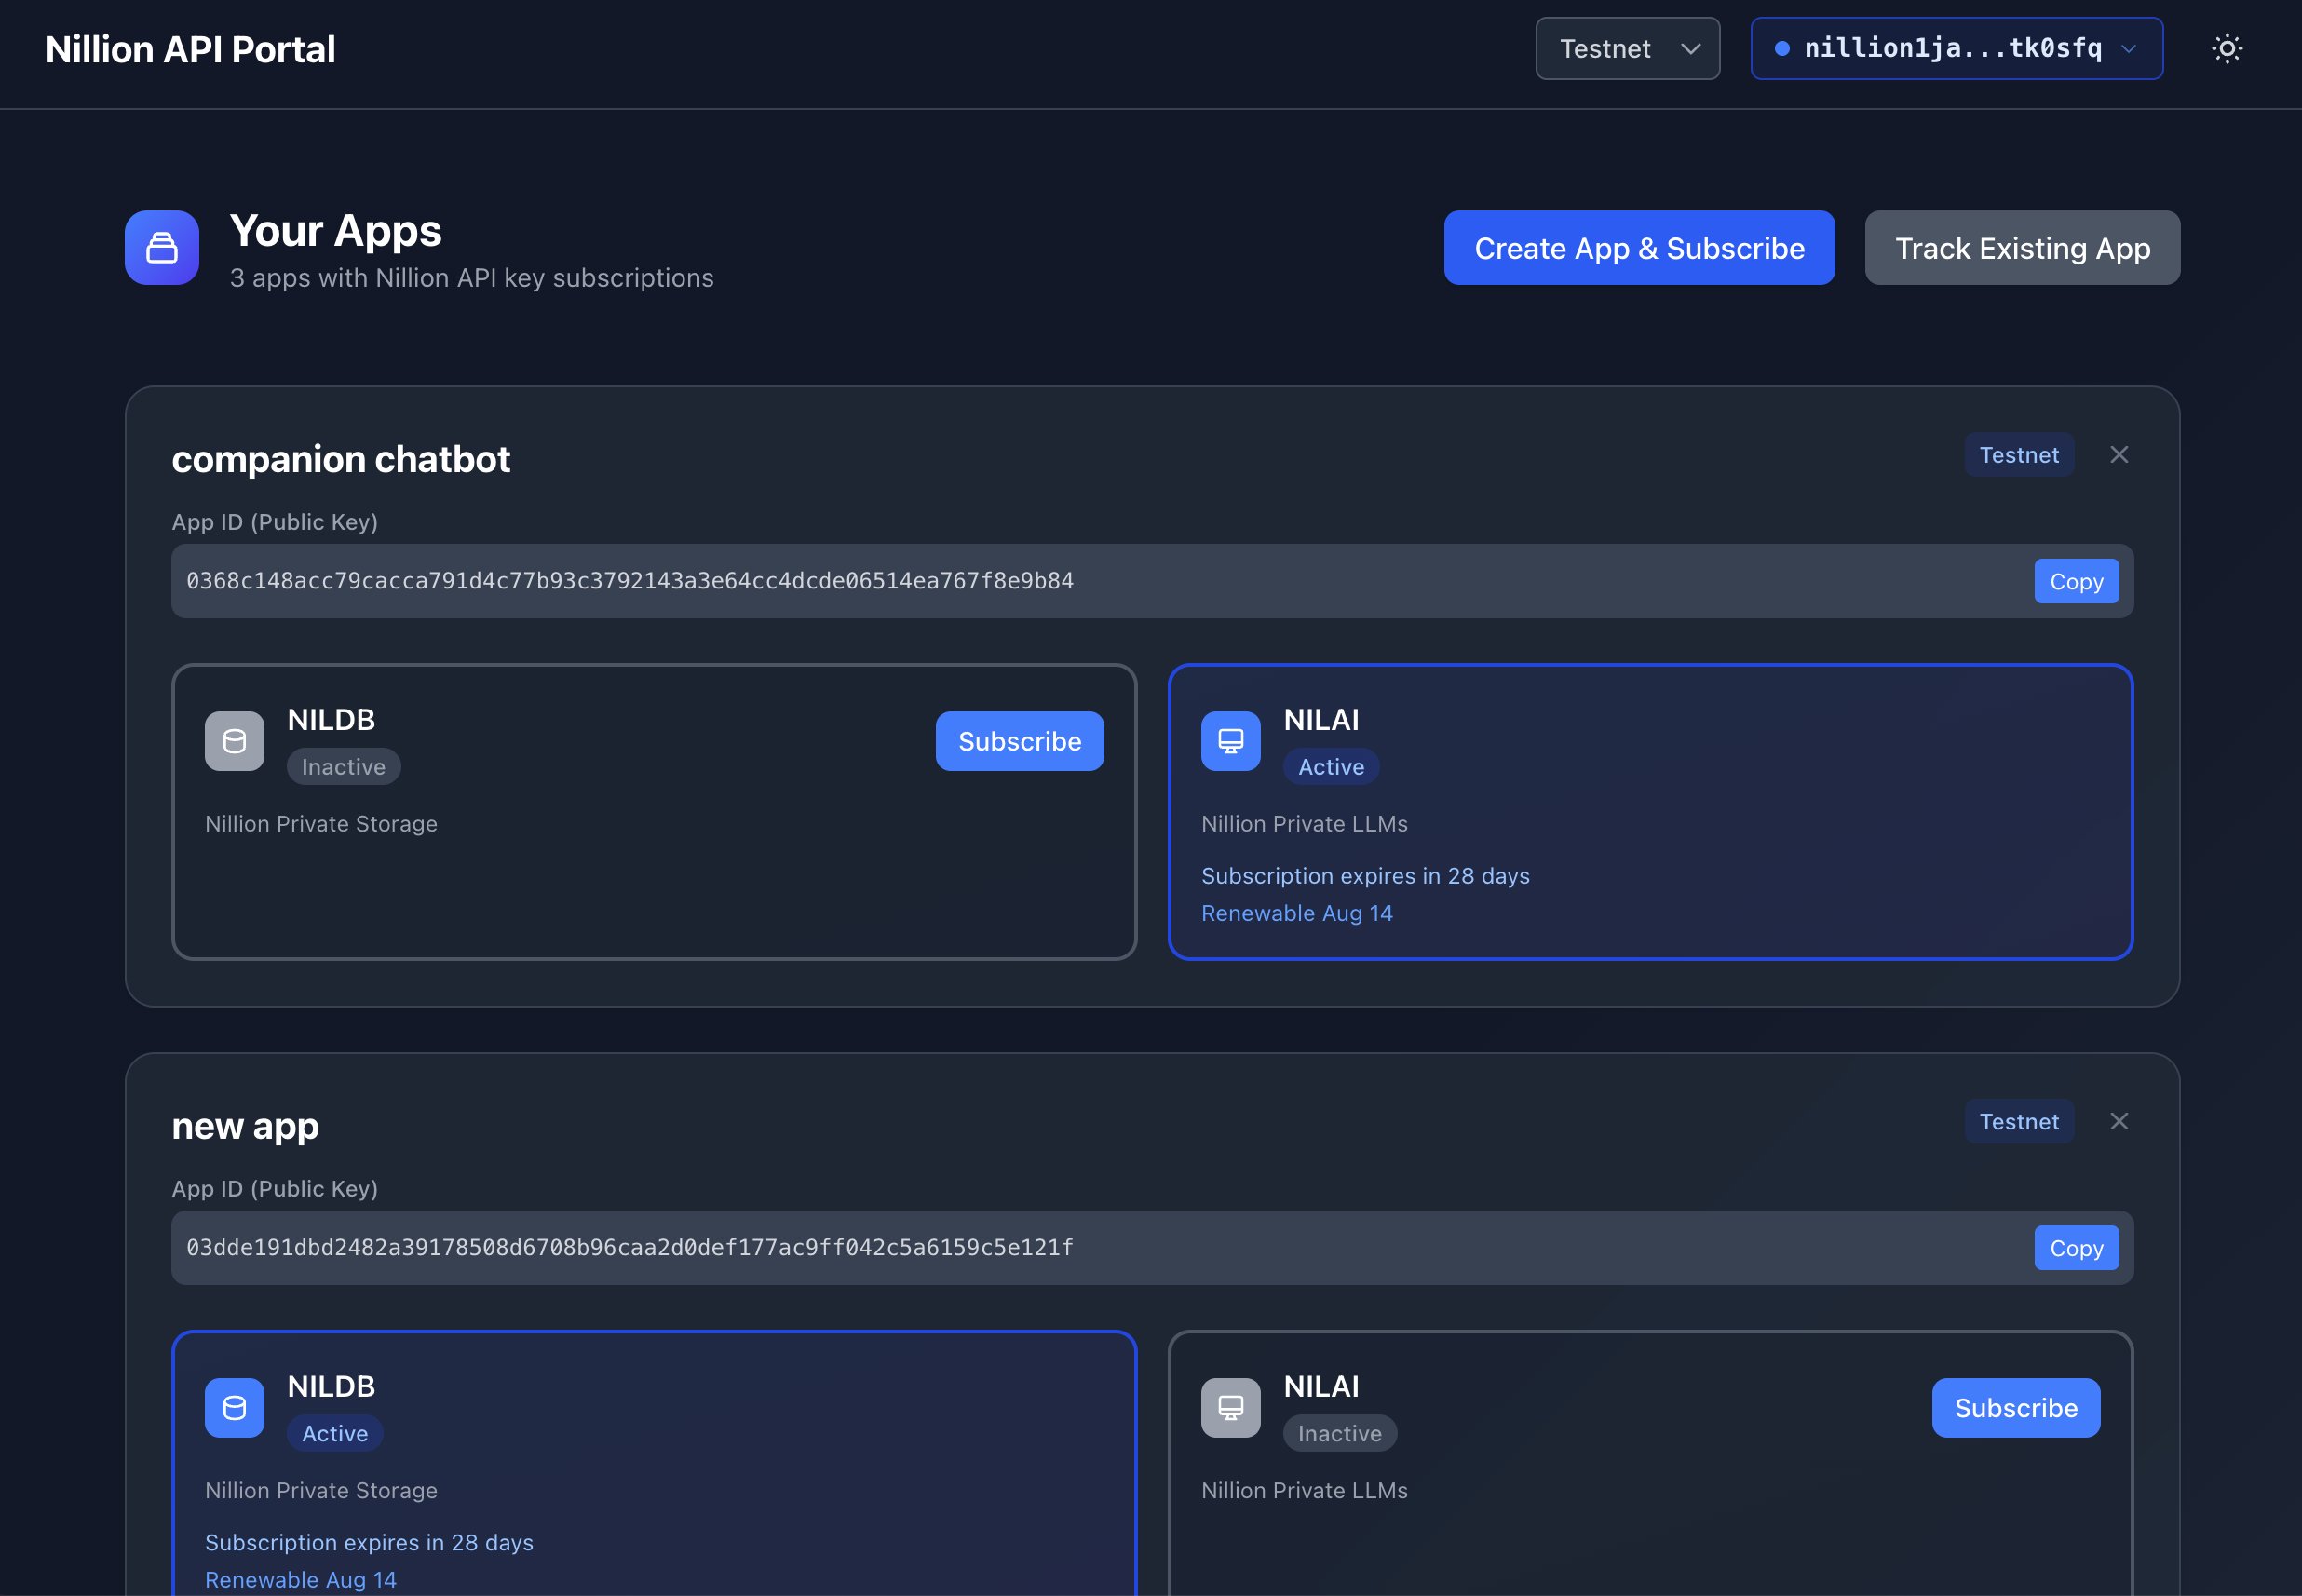 Nillion API Portal
Testnet
nillion1ja...tk0sfq
Your Apps
3 apps with Nillion API key subscriptions
Create App & Subscribe
Track Existing App
companion chatbot
Testnet
App ID (Public Key)
0368c148acc79cacca791d4c77b93c3792143a3e64cc4dcde06514ea767f8e9b84
Copy
NILDB
Inactive
Subscribe
Nillion Private Storage
NILAI
Active
Nillion Private LLMs
Subscription expires in 28 days
Renewable Aug 14
new app
Testnet
App ID (Public Key)
03dde191dbd2482a39178508d6708b96caa2d0def177ac9ff042c5a6159c5e121f
Copy
NILDB
Active
Nillion Private Storage
Subscription expires in 28 days
Renewable Aug 14
NILAI
Inactive
Subscribe
Nillion Private LLMs